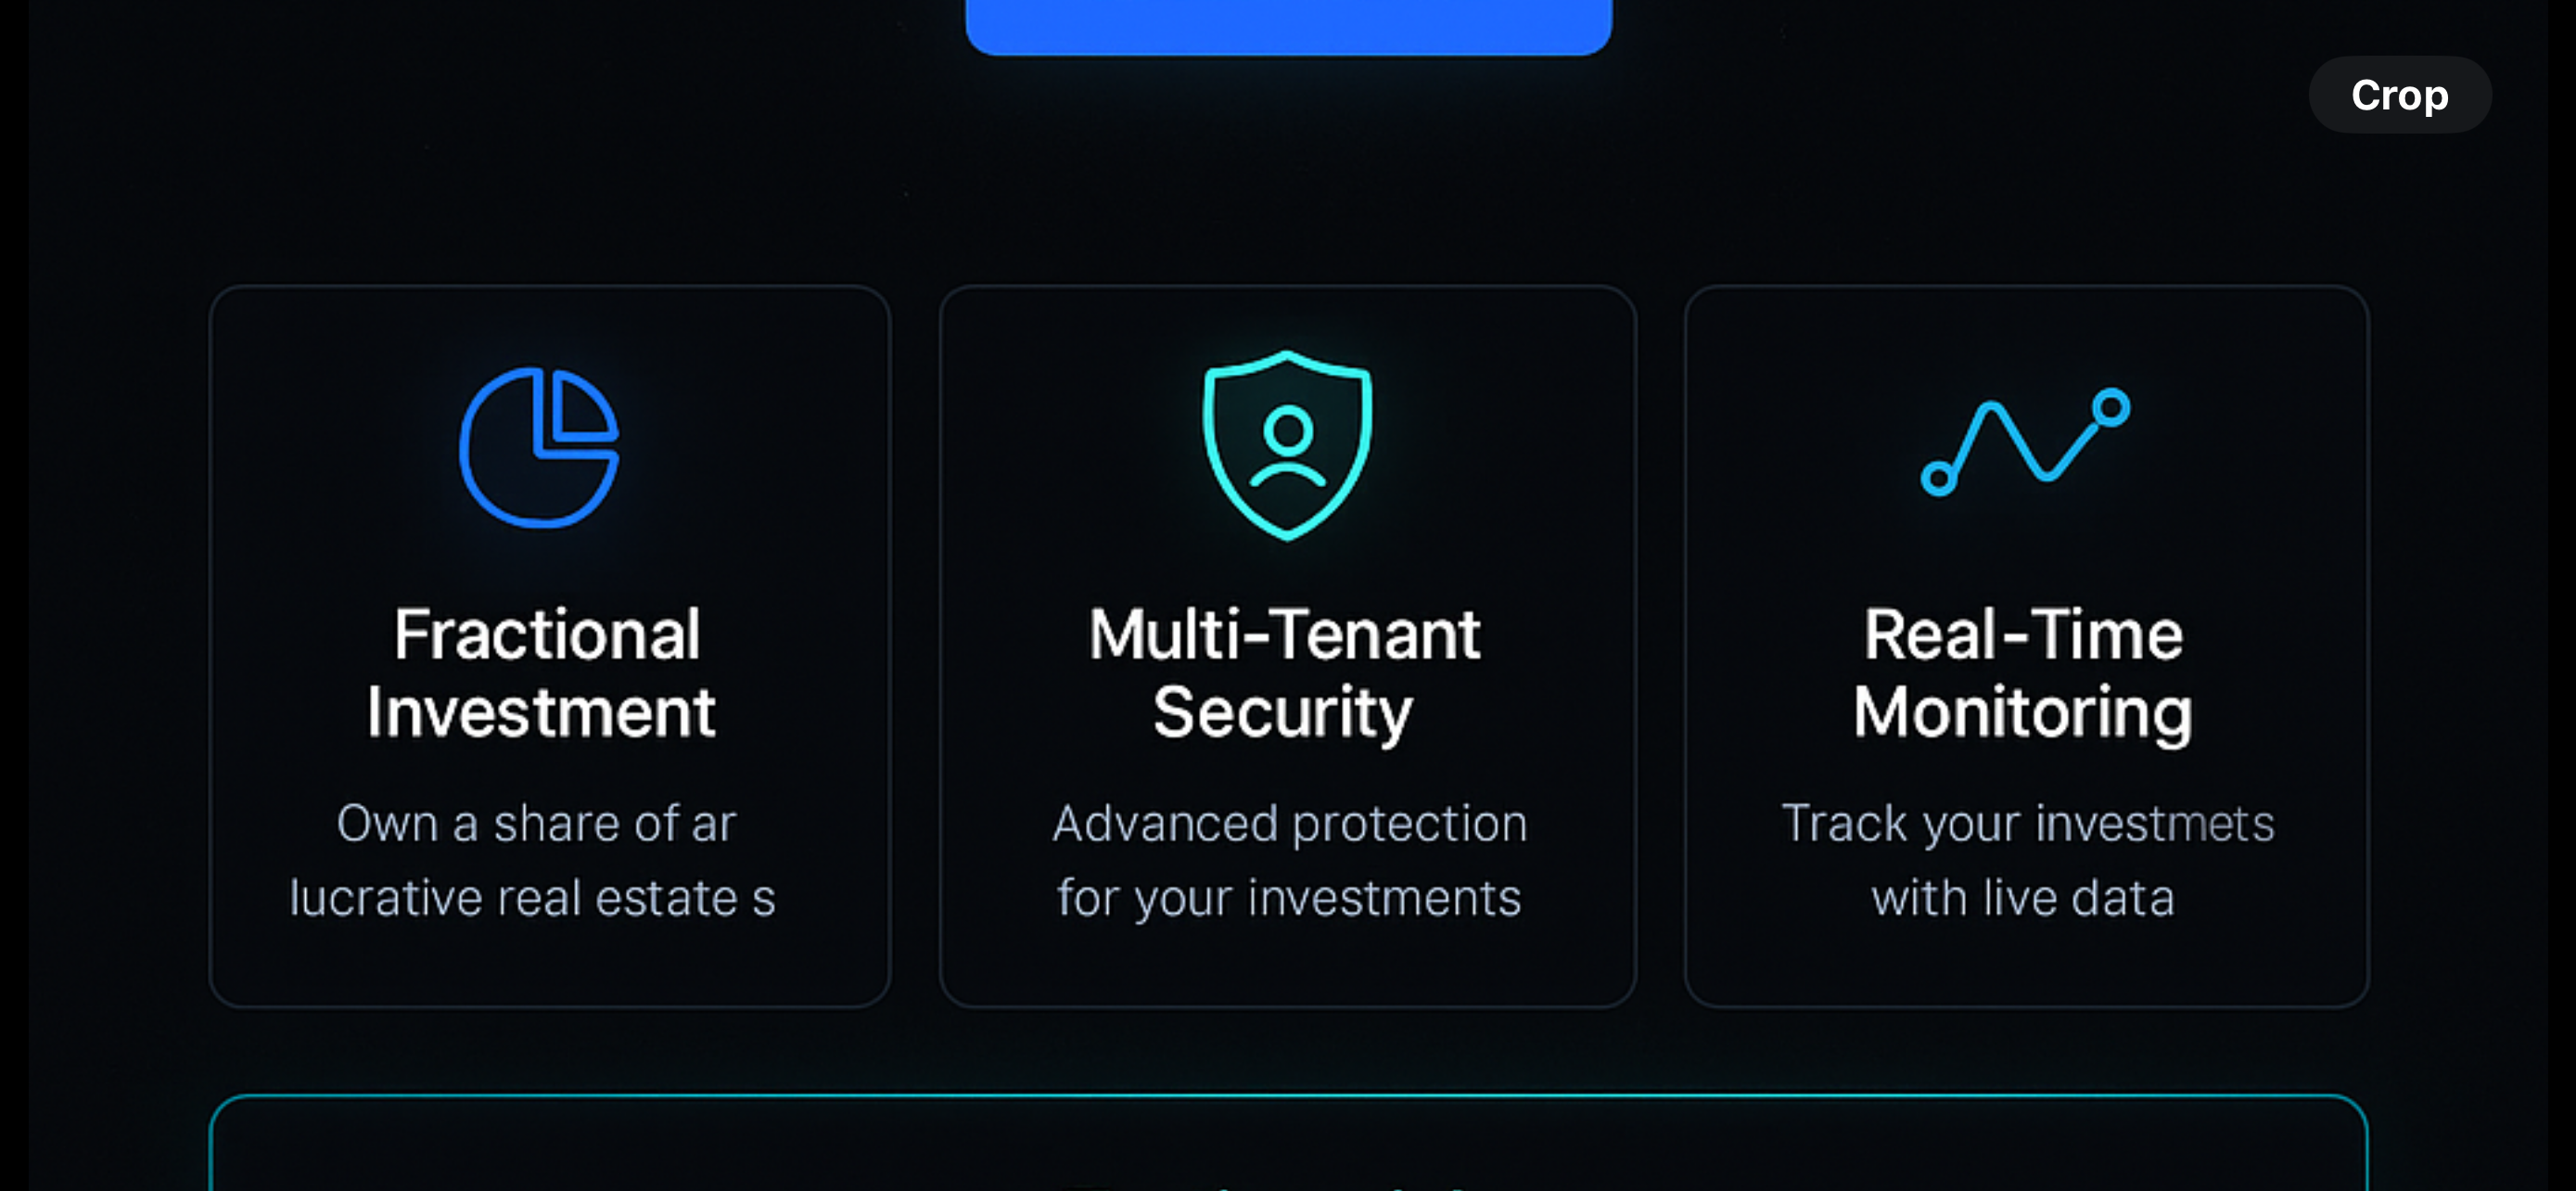 Crop
Fractional
Investment
Own a share of ar
lucrative real estate s
Multi-Tenant
Security
Advanced protection
for your investments
Real-Time
Monitoring
Track your investmets
with live data